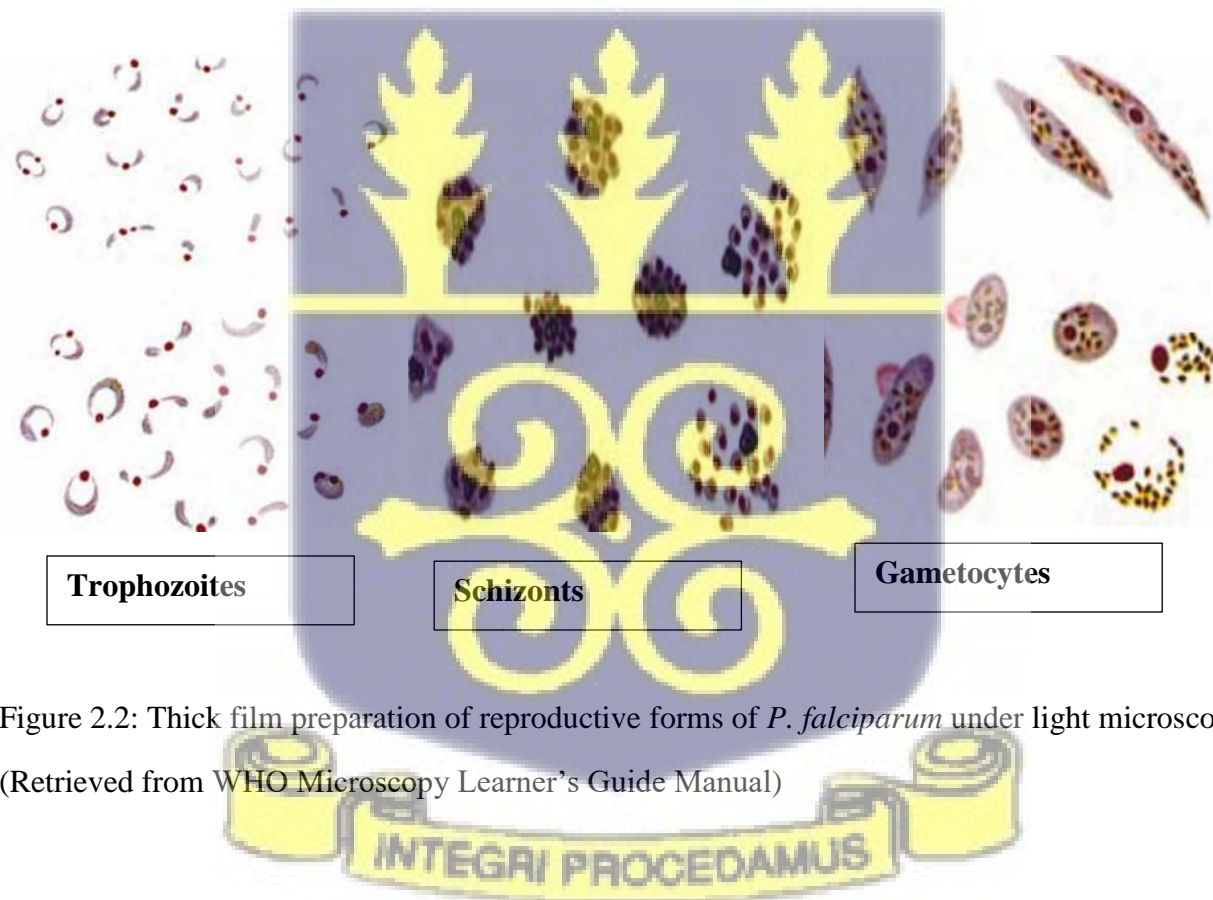 Trophozoites
Schizonts
Gametocytes
Figure 2.2: Thick film preparation of reproductive forms of P. falciparum under light microsco
(Retrieved from WHO Microscopy Learner's Guide Manual)
INTEGRI PROCEDAMUS